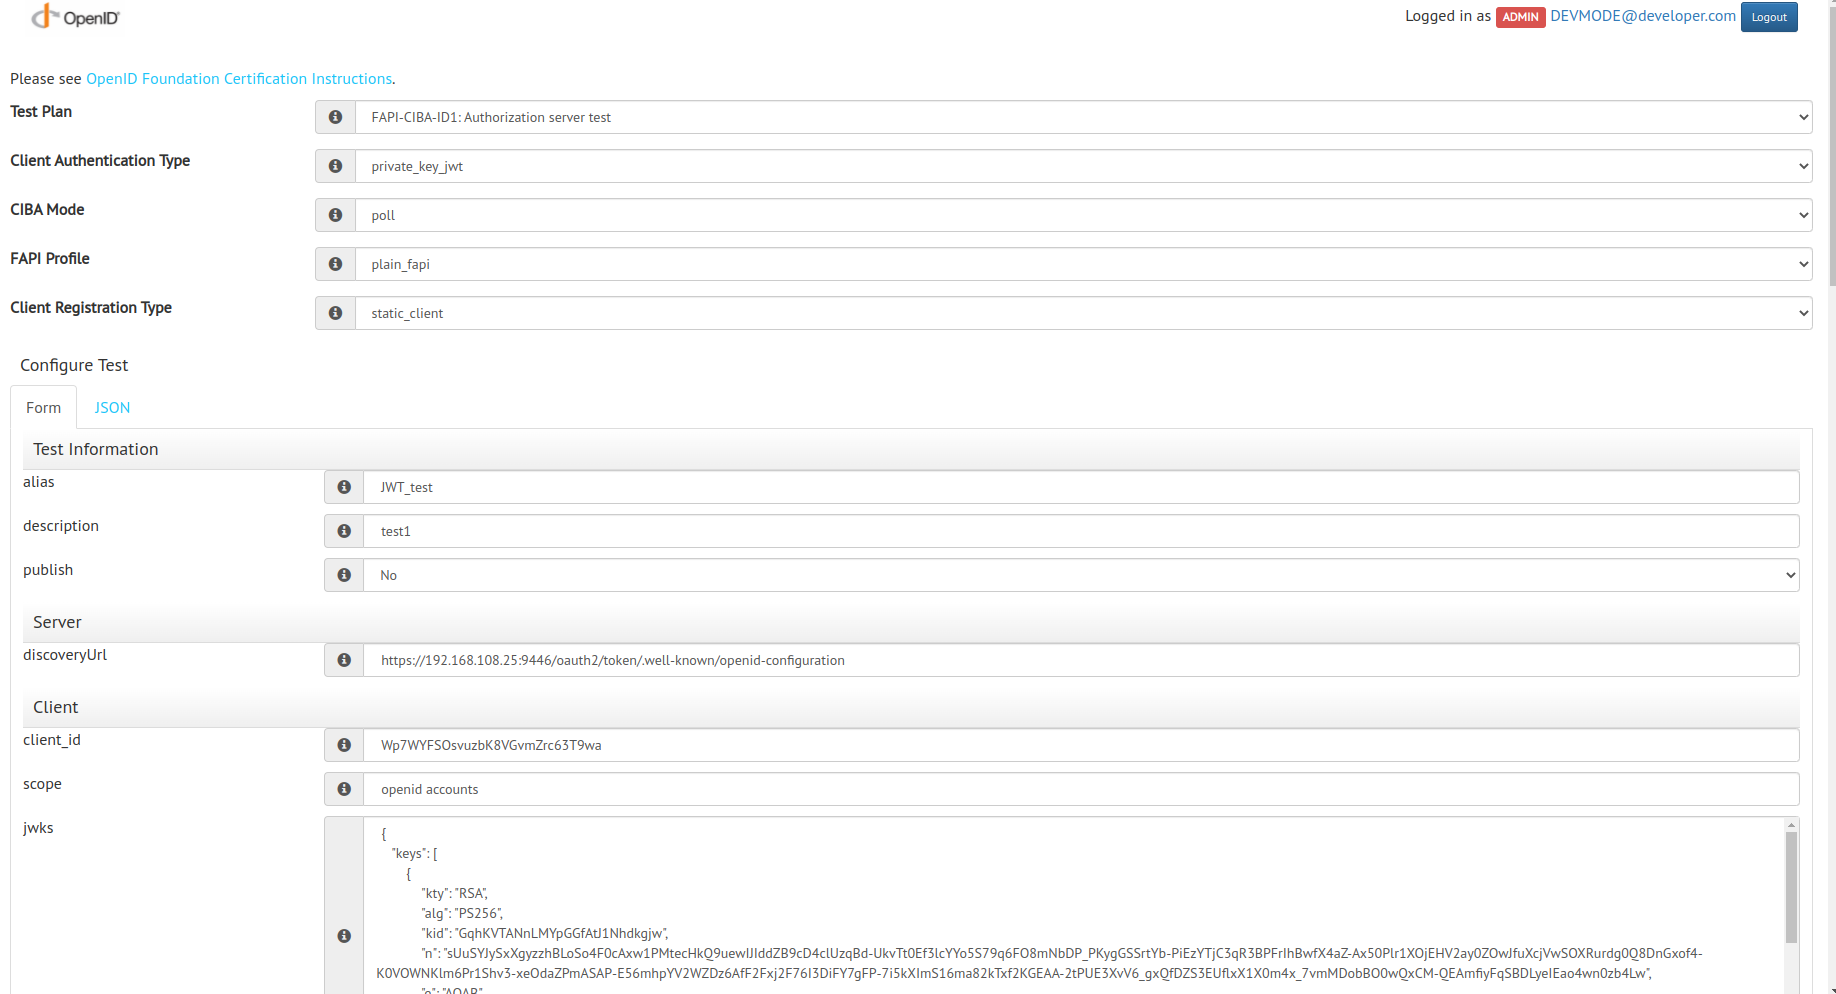 OpenID
Logged in as ADMIN DEVMODE@developer.com Logout
Please see OpenID Foundation Certification Instructions.
Test Plan
FAPI-CIBA-ID1: Authorization server test
Client Authentication Type
private_key_jwt
CIBA Mode
poll
FAPI Profile
plain_fapi
Client Registration Type
static_client
Configure Test
Form JSON
Test Information
alias
JWT_test
description
test1
publish
No
Server
discoveryUrl
https://192.168.108.25:9446/oauth2/token/.well-known/openid-configuration
Client
client_id
Wp7WYFSOsvuzbK8VGvmZrc63T9wa
scope
openid accounts
jwks
{
"keys": [
{
"kty": "RSA",
"alg": "PS256",
"kid": "GqhKVTANnLMYpGGfAtJ1Nhdkgjw",
"n": "sUuSYJySxXgyzzhBLoSo4F0cAxw1PMtecHkQ9uewIJIddZB9cD4clUzqBd-UkvTt0Ef3lcYYo5S79q6FO8mNbDP_PKygGSSrtYb-PiEzYTjC3qR3BPFrIhBwfX4aZ-Ax50Plr1XOjEHV2ay0ZOwJfuXcjVwSOXRurdg0Q8DnGxof4-
K0VOWNKlm6Pr1Shv3-xeOdaZPmASAP-E56mhpYV2WZDz6AfF2Fxj2F76I3DiFY7gFP-7i5kXImS16ma82kTxf2KGEAA-2tPUE3XvV6_gxQfDZS3EUflxX1X0m4x_7vmMDobBO0wQxCM-QEAmfiyFqSBDLyeIEao4wn0zb4Lw",
"e": "AQAB"